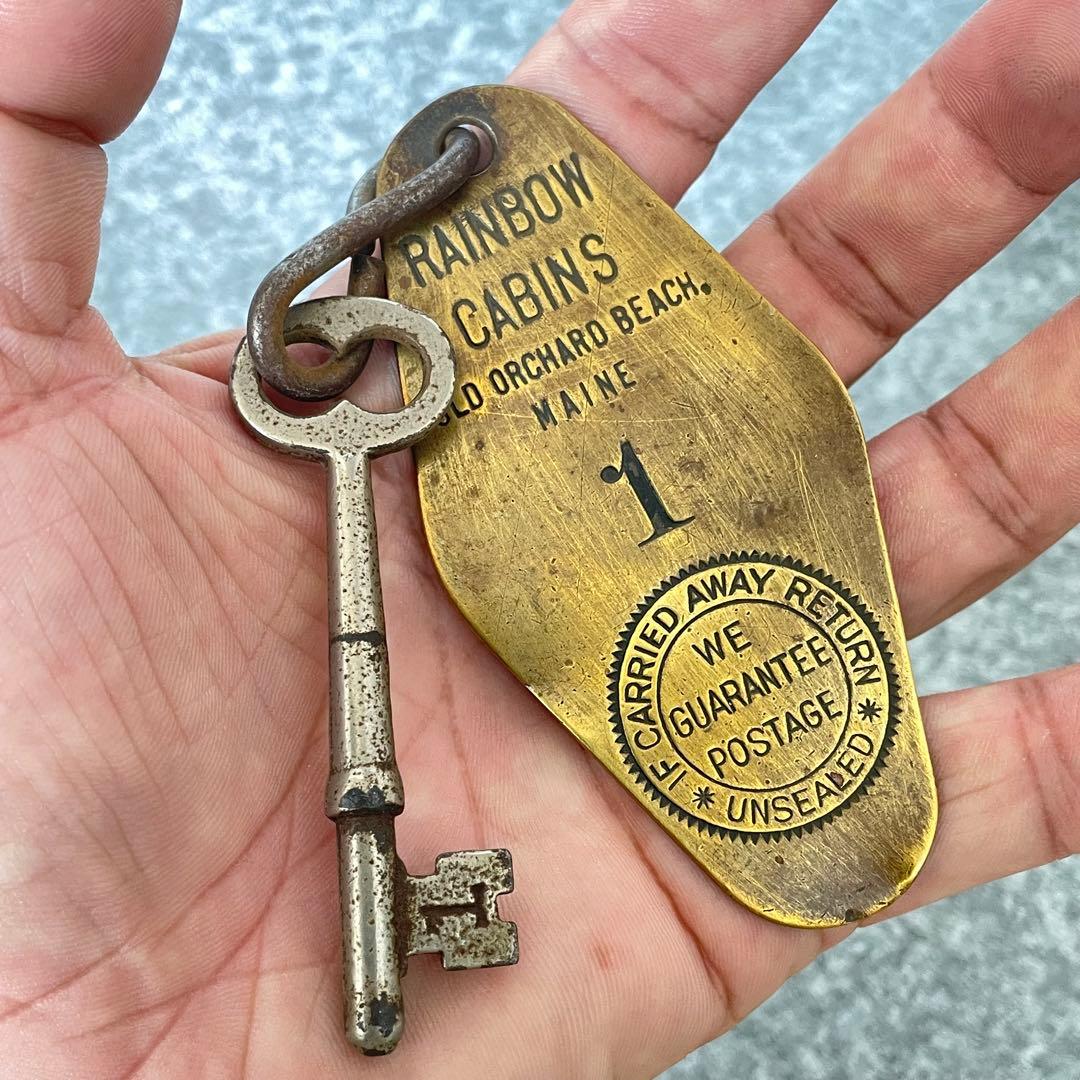 RAINBOW
CABINS
OLD ORCHARD BEACH.
MAINE
1
IF CARRIED AWAY RETURN
* UNSEALED *
WE
GUARANTEE
POSTAGE